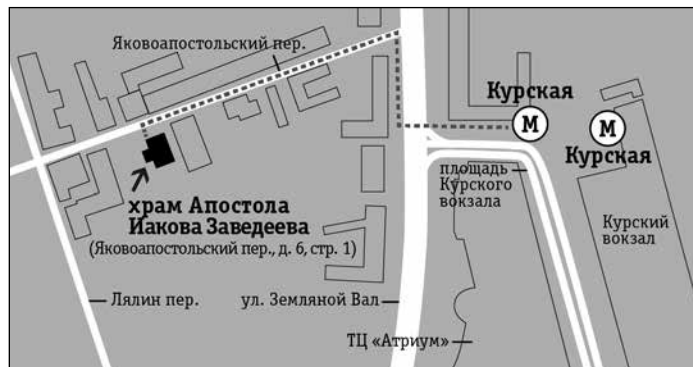 Яковоапостольский пер.
Курская
М
М
Курская
площадь
Курского
вокзала
храм Апостола
Иакова Заведеева
(Яковоапостольский пер., д. 6, стр. 1)
Курский
вокзал
Лялин пер.
ул. Земляной Вал
ТЦ «Атриум»